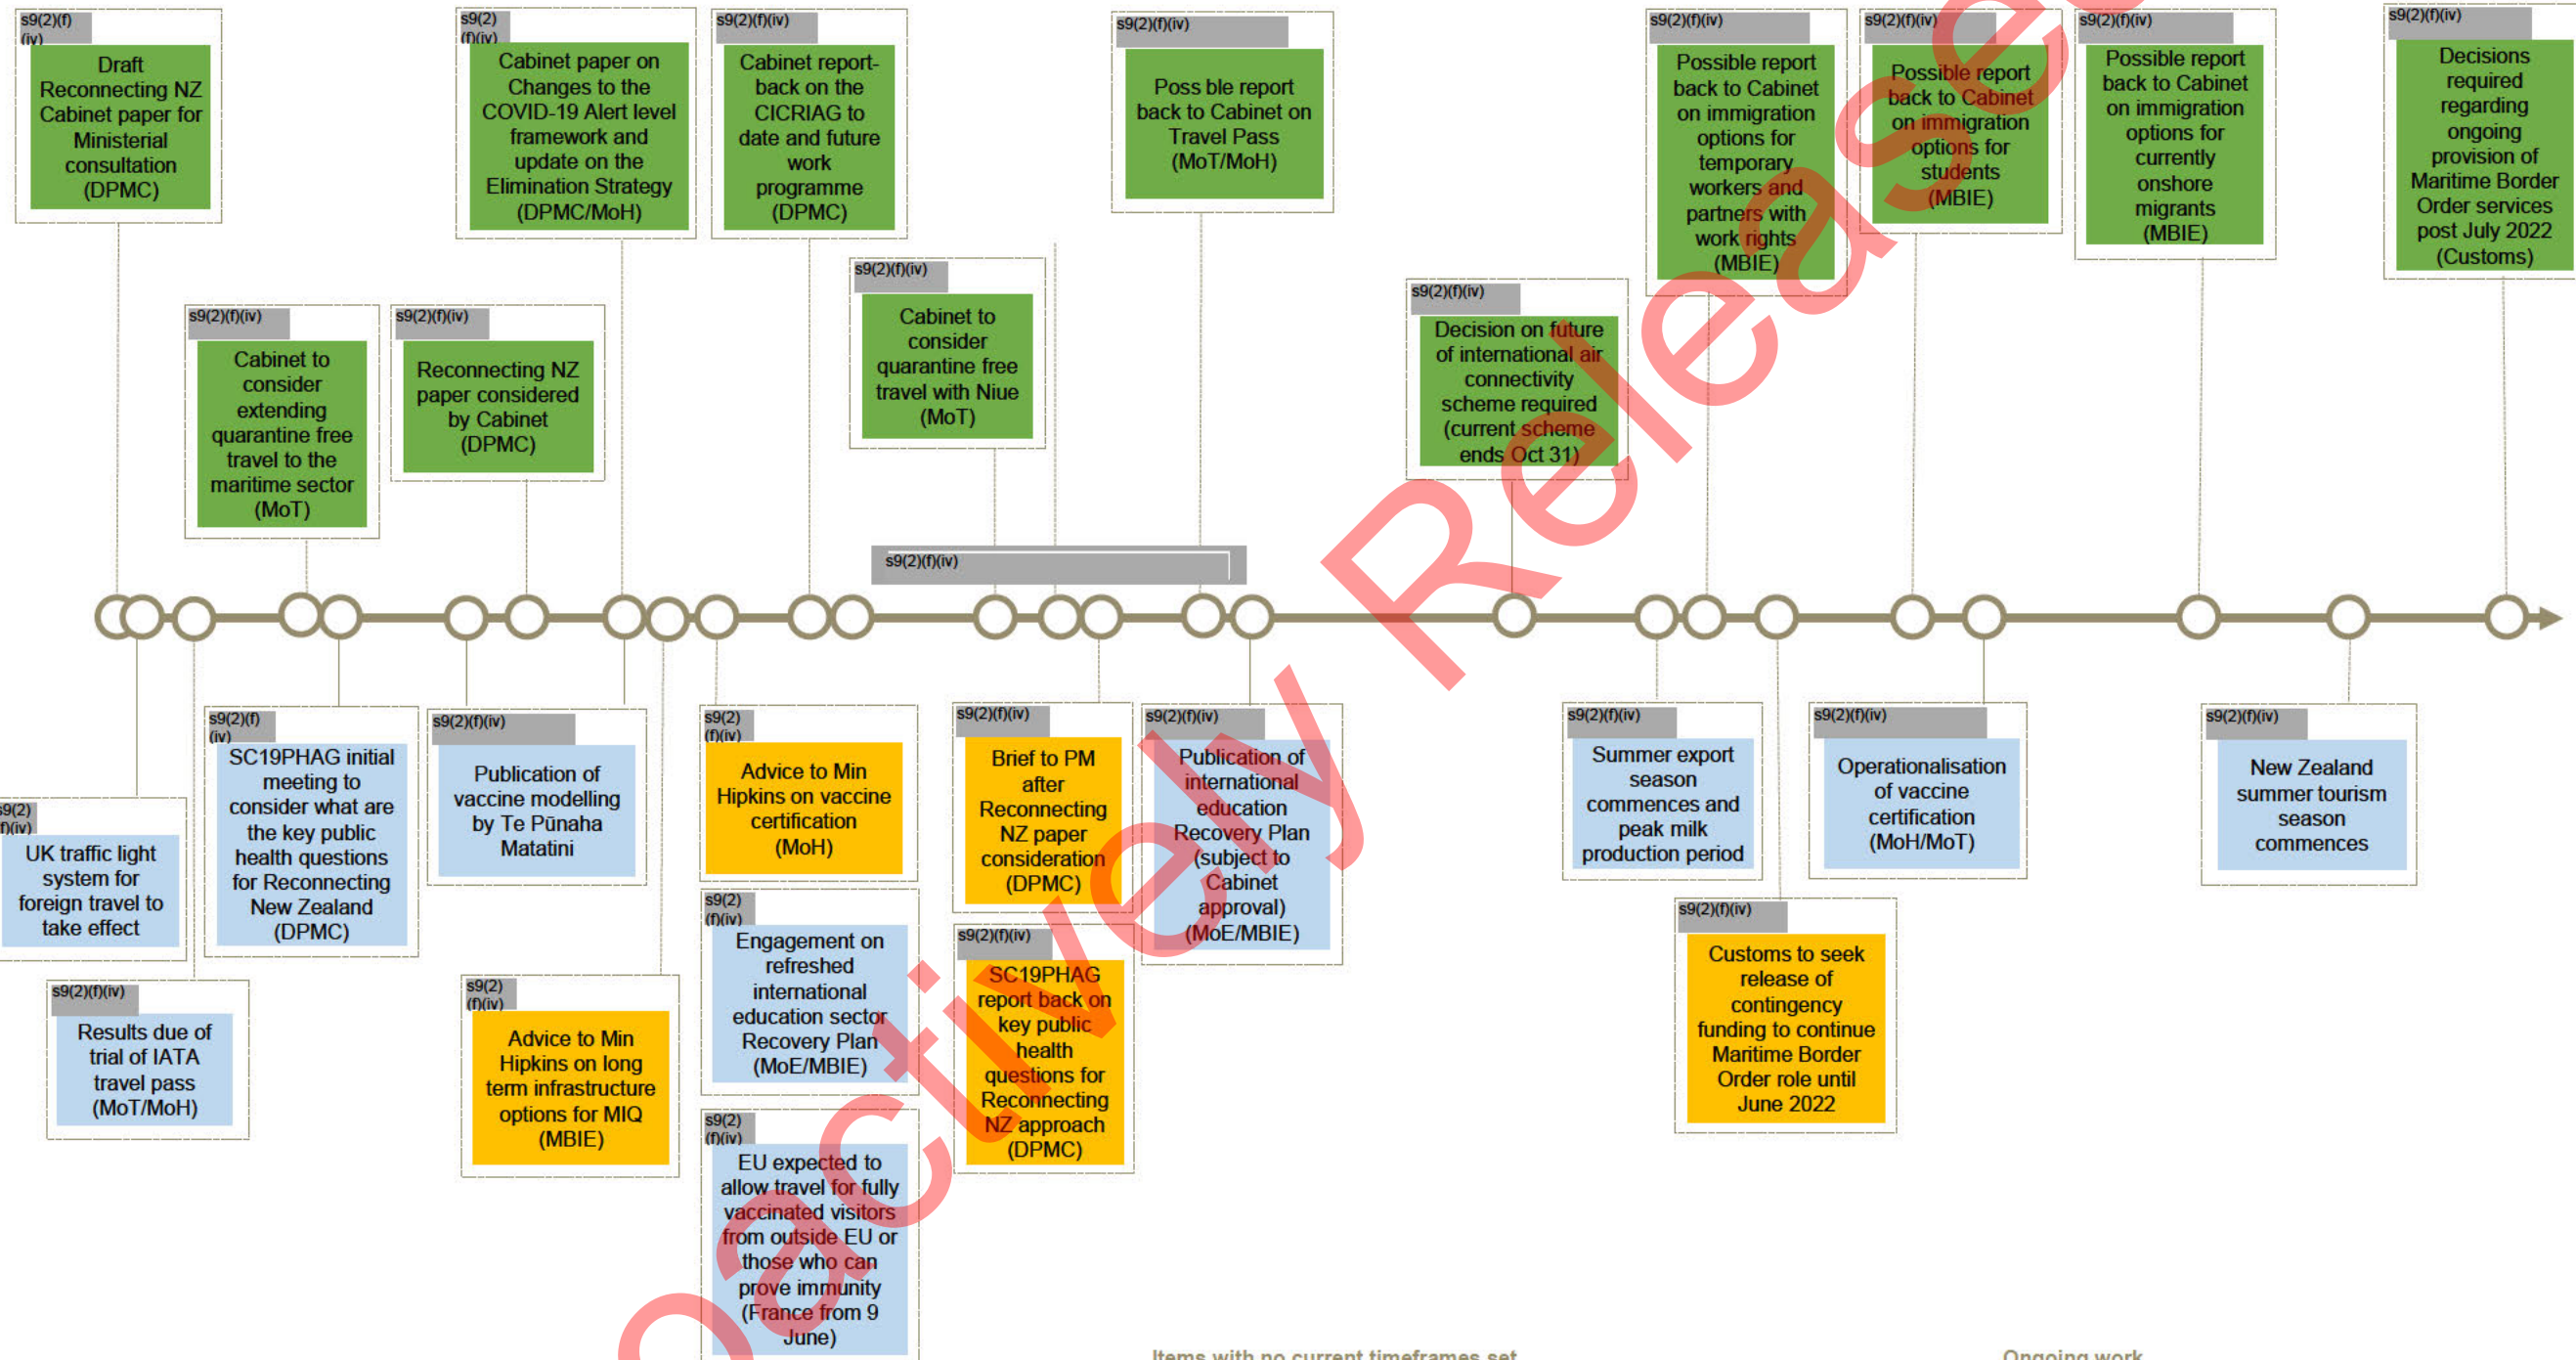 s9(2)(f)
(iv)
Draft
Reconnecting NZ
Cabinet paper for
Ministerial
consultation
(DPMC)
s9(2)
(f)(iv)
Cabinet paper on
Changes to the
COVID-19 Alert level
framework and
update on the
Elimination Strategy
(DPMC/MoH)
s9(2)(f)(iv)
Cabinet report-
back on the
CICRIAG to
date and future
work
programme
(DPMC)
s9(2)(f)(iv)
Poss ble report
back to Cabinet on
Travel Pass
(MoT/MoH)
s9(2)(f)(iv)
Possible report
back to Cabinet
on immigration
options for
temporary
workers and
partners with
work rights
(MBIE)
s9(2)(f)(iv)
Possible report
back to Cabinet
on immigration
options for
students
(MBIE)
s9(2)(f)(iv)
Possible report
back to Cabinet
on immigration
options for
currently
onshore
migrants
(MBIE)
s9(2)(f)(iv)
Decisions
required
regarding
ongoing
provision of
Maritime Border
Order services
post July 2022
(Customs)
s9(2)(f)(iv)
Cabinet to
consider
extending
quarantine free
travel to the
maritime sector
(MoT)
s9(2)(f)(iv)
Reconnecting NZ
paper considered
by Cabinet
(DPMC)
s9(2)(f)(iv)
Cabinet to
consider
quarantine free
travel with Niue
(MoT)
s9(2)(f)(iv)
Decision on future
of international air
connectivity
scheme required
(current scheme
ends Oct 31)
s9(2)(f)(iv)
s9(2)
f)(iv)
UK traffic light
system for
foreign travel to
take effect
s9(2)(f)(iv)
Results due of
trial of IATA
travel pass
(MoT/MoH)
s9(2)(f)
(iv)
SC19PHAG initial
meeting to
consider what are
the key public
health questions
for Reconnecting
New Zealand
(DPMC)
s9(2)(f)(iv)
Publication of
vaccine modelling
by Te Pūnaha
Matatini
s9(2)
(f)(iv)
Advice to Min
Hipkins on long
term infrastructure
options for MIQ
(MBIE)
s9(2)
(f)(iv)
Advice to Min
Hipkins on vaccine
certification
(MoH)
s9(2)
(f)(iv)
Engagement on
refreshed
international
education sector
Recovery Plan
(MoE/MBIE)
s9(2)
(f)(iv)
EU expected to
allow travel for fully
vaccinated visitors
from outside EU or
those who can
prove immunity
(France from 9
June)
s9(2)(f)(iv)
Brief to PM
after
Reconnecting
NZ paper
consideration
(DPMC)
s9(2)(f)(iv)
SC19PHAG
report back on
key public
health
questions for
Reconnecting
NZ approach
(DPMC)
s9(2)(f)(iv)
Publication of
international
education
Recovery Plan
(subject to
Cabinet
approval)
(MoE/MBIE)
s9(2)(f)(iv)
Summer export
season
commences and
peak milk
production period
s9(2)(f)(iv)
Customs to seek
release of
contingency
funding to continue
Maritime Border
Order role until
June 2022
s9(2)(f)(iv)
Operationalisation
of vaccine
certification
(MoH/MoT)
s9(2)(f)(iv)
New Zealand
summer tourism
season
commences
Items with no current timeframes set
Ongoing work
oactively Release